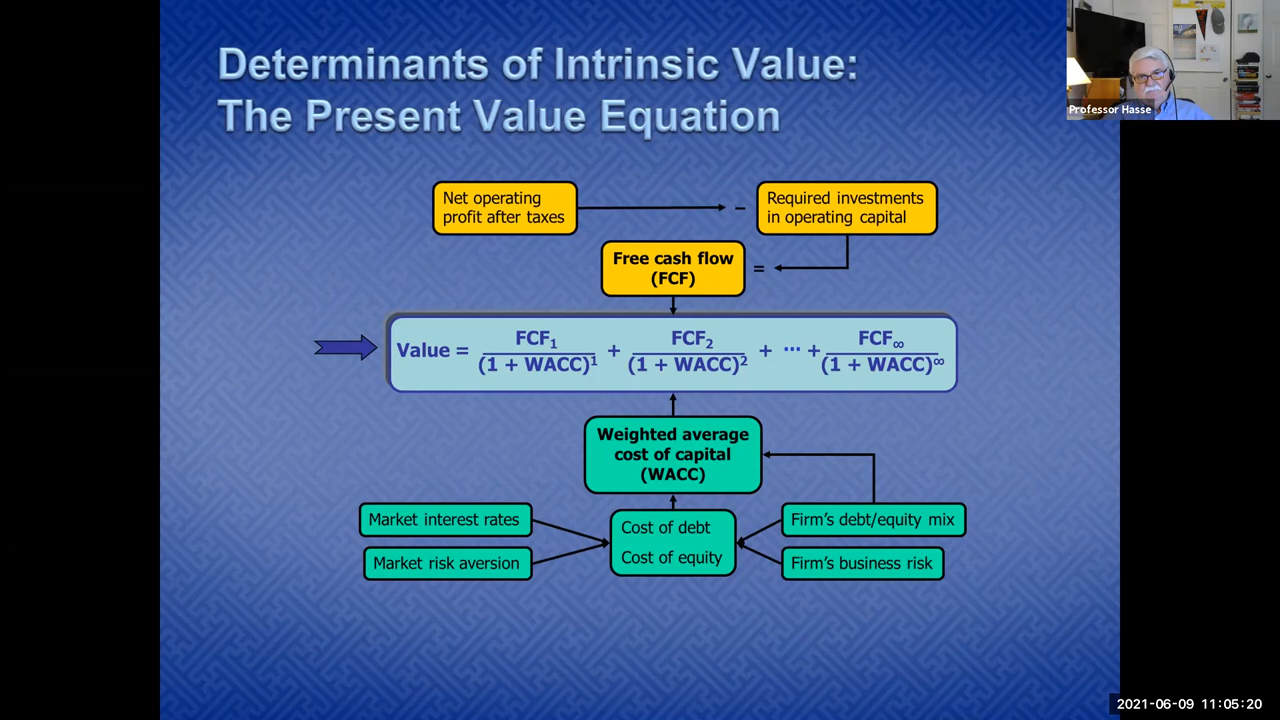 Determinants of Intrinsic Value:
The Present Value Equation
Professor Hasse
Net operating
profit after taxes
−
Required investments
in operating capital
Free cash flow
(FCF)
=
Value = FCF₁ / (1 + WACC)¹ + FCF₂ / (1 + WACC)² + ··· + FCF∞ / (1 + WACC)^∞
Weighted average
cost of capital
(WACC)
Market interest rates
Market risk aversion
Cost of debt
Cost of equity
Firm's debt/equity mix
Firm's business risk
2021-06-09 11:05:20